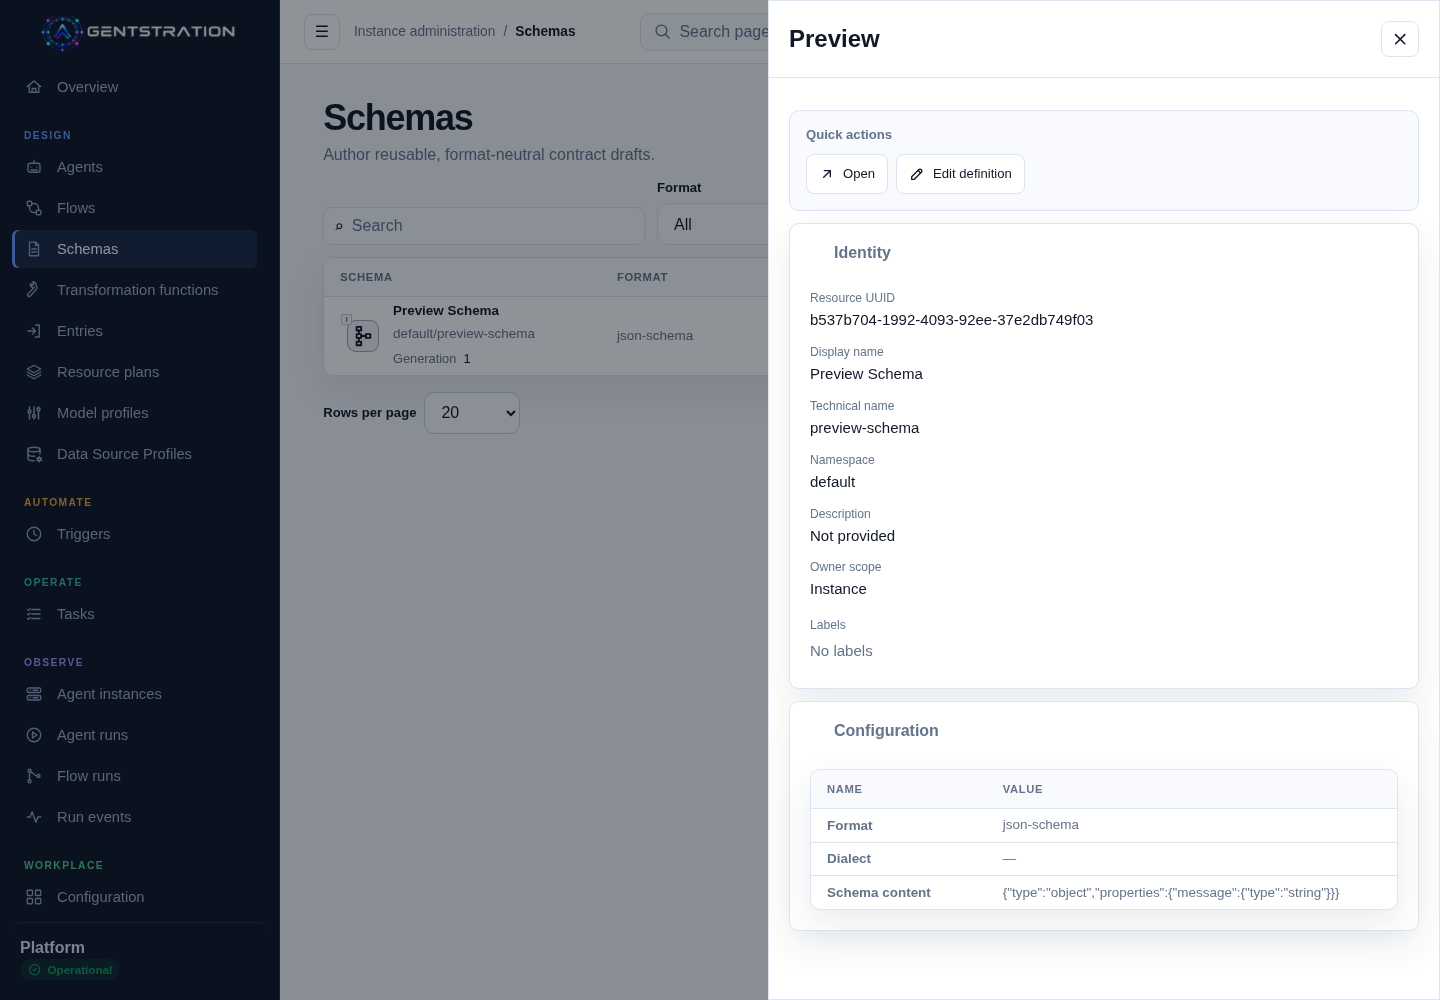 GENTSTRATION
Overview
DESIGN
Agents
Flows
Schemas
Transformation functions
Entries
Resource plans
Model profiles
Data Source Profiles
AUTOMATE
Triggers
OPERATE
Tasks
OBSERVE
Agent instances
Agent runs
Flow runs
Run events
WORKPLACE
Configuration
Platform
Operational
Instance administration / Schemas
Search page
Schemas
Author reusable, format-neutral contract drafts.
Format
Search
All
SCHEMA FORMAT
Preview Schema
default/preview-schema
json-schema
Generation 1
Rows per page 20
Preview
Quick actions
Open Edit definition
Identity
Resource UUID
b537b704-1992-4093-92ee-37e2db749f03
Display name
Preview Schema
Technical name
preview-schema
Namespace
default
Description
Not provided
Owner scope
Instance
Labels
No labels
Configuration
NAME VALUE
Format json-schema
Dialect —
Schema content {"type":"object","properties":{"message":{"type":"string"}}}